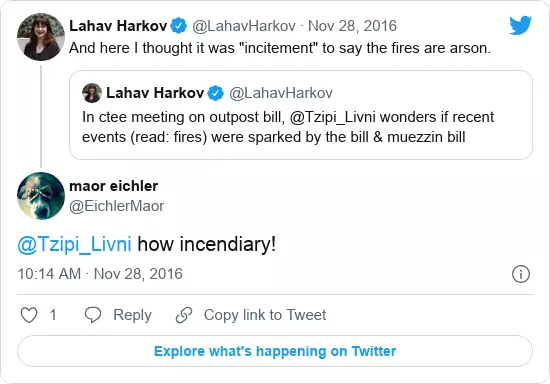 Lahav Harkov @LahavHarkov · Nov 28, 2016
And here I thought it was "incitement" to say the fires are arson.
Lahav Harkov @LahavHarkov
In ctee meeting on outpost bill, @Tzipi_Livni wonders if recent
events (read: fires) were sparked by the bill & muezzin bill
maor eichler
@EichlerMaor
@Tzipi_Livni how incendiary!
10:14 AM · Nov 28, 2016
1 Reply Copy link to Tweet
Explore what's happening on Twitter